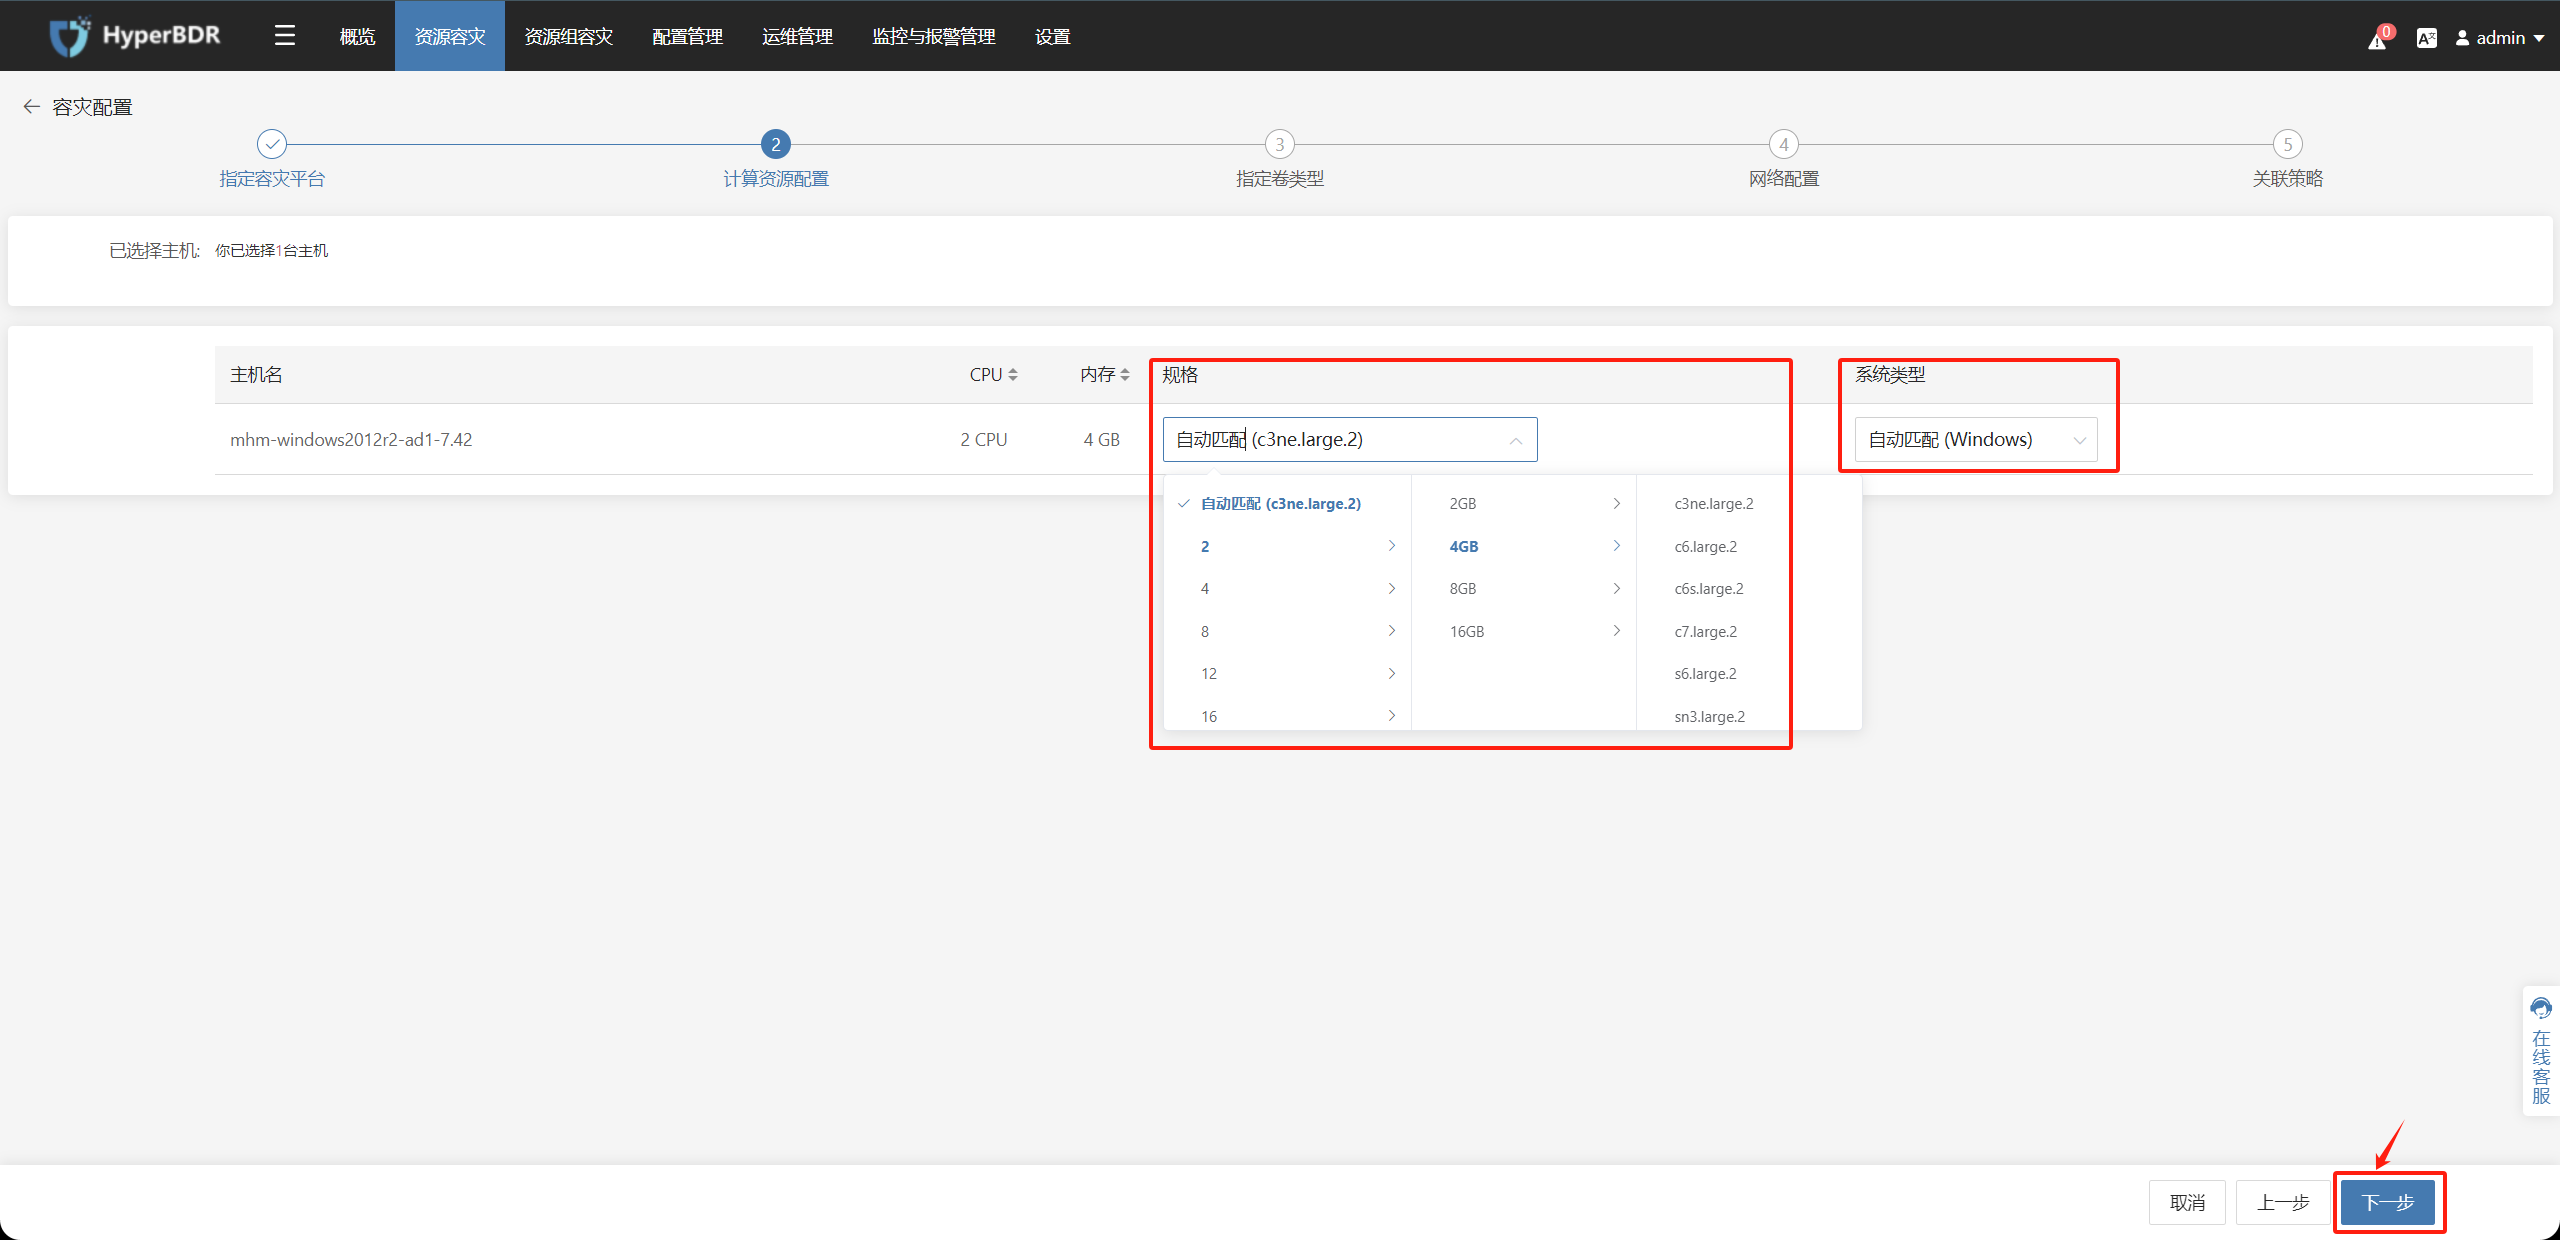 HyperBDR
概览
资源容灾
资源组容灾
配置管理
运维管理
监控与报警管理
设置
0
admin
容灾配置
2
3
4
5
指定容灾平台
计算资源配置
指定卷类型
网络配置
关联策略
已选择主机: 你已选择1台主机
主机名
CPU
内存
规格
系统类型
mhm-windows2012r2-ad1-7.42
2 CPU
4 GB
自动匹配 (c3ne.large.2)
自动匹配 (Windows)
自动匹配 (c3ne.large.2)
2
4
8
12
16
2GB
4GB
8GB
16GB
c3ne.large.2
c6.large.2
c6s.large.2
c7.large.2
s6.large.2
sn3.large.2
在线客服
取消
上一步
下一步